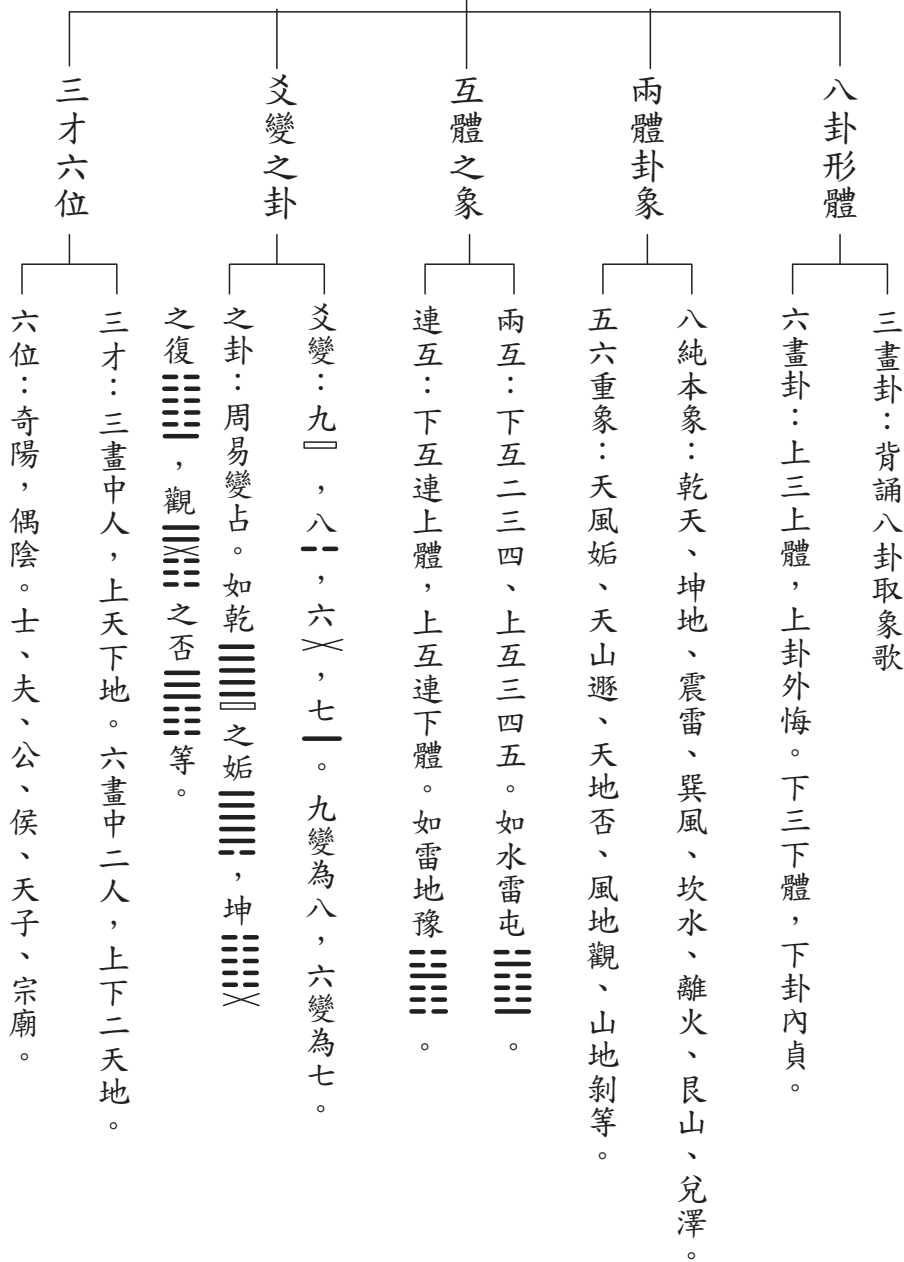 八卦形體
三畫卦：背誦八卦取象歌
六畫卦：上三上體，上卦外悔。下三下體，下卦內貞。
兩體卦象
八純本象：乾天、坤地、震雷、巽風、坎水、離火、艮山、兌澤。
五六重象：天風姤、天山遯、天地否、風地觀、山地剝等。
互體之象
兩互：下互二三四、上互三四五。如水雷屯䷂。
連互：下互連上體，上互連下體。如雷地豫䷏。
爻變之卦
爻變：九▭，八⚋，六╳，七⚊。九變為八，六變為七。
之卦：周易變占。如乾䷀之姤䷫，坤䷁
之復䷗，觀䷓之否䷋等。
三才六位
三才：三畫中人，上天下地。六畫中二人，上下二天地。
六位：奇陽，偶陰。士、夫、公、侯、天子、宗廟。